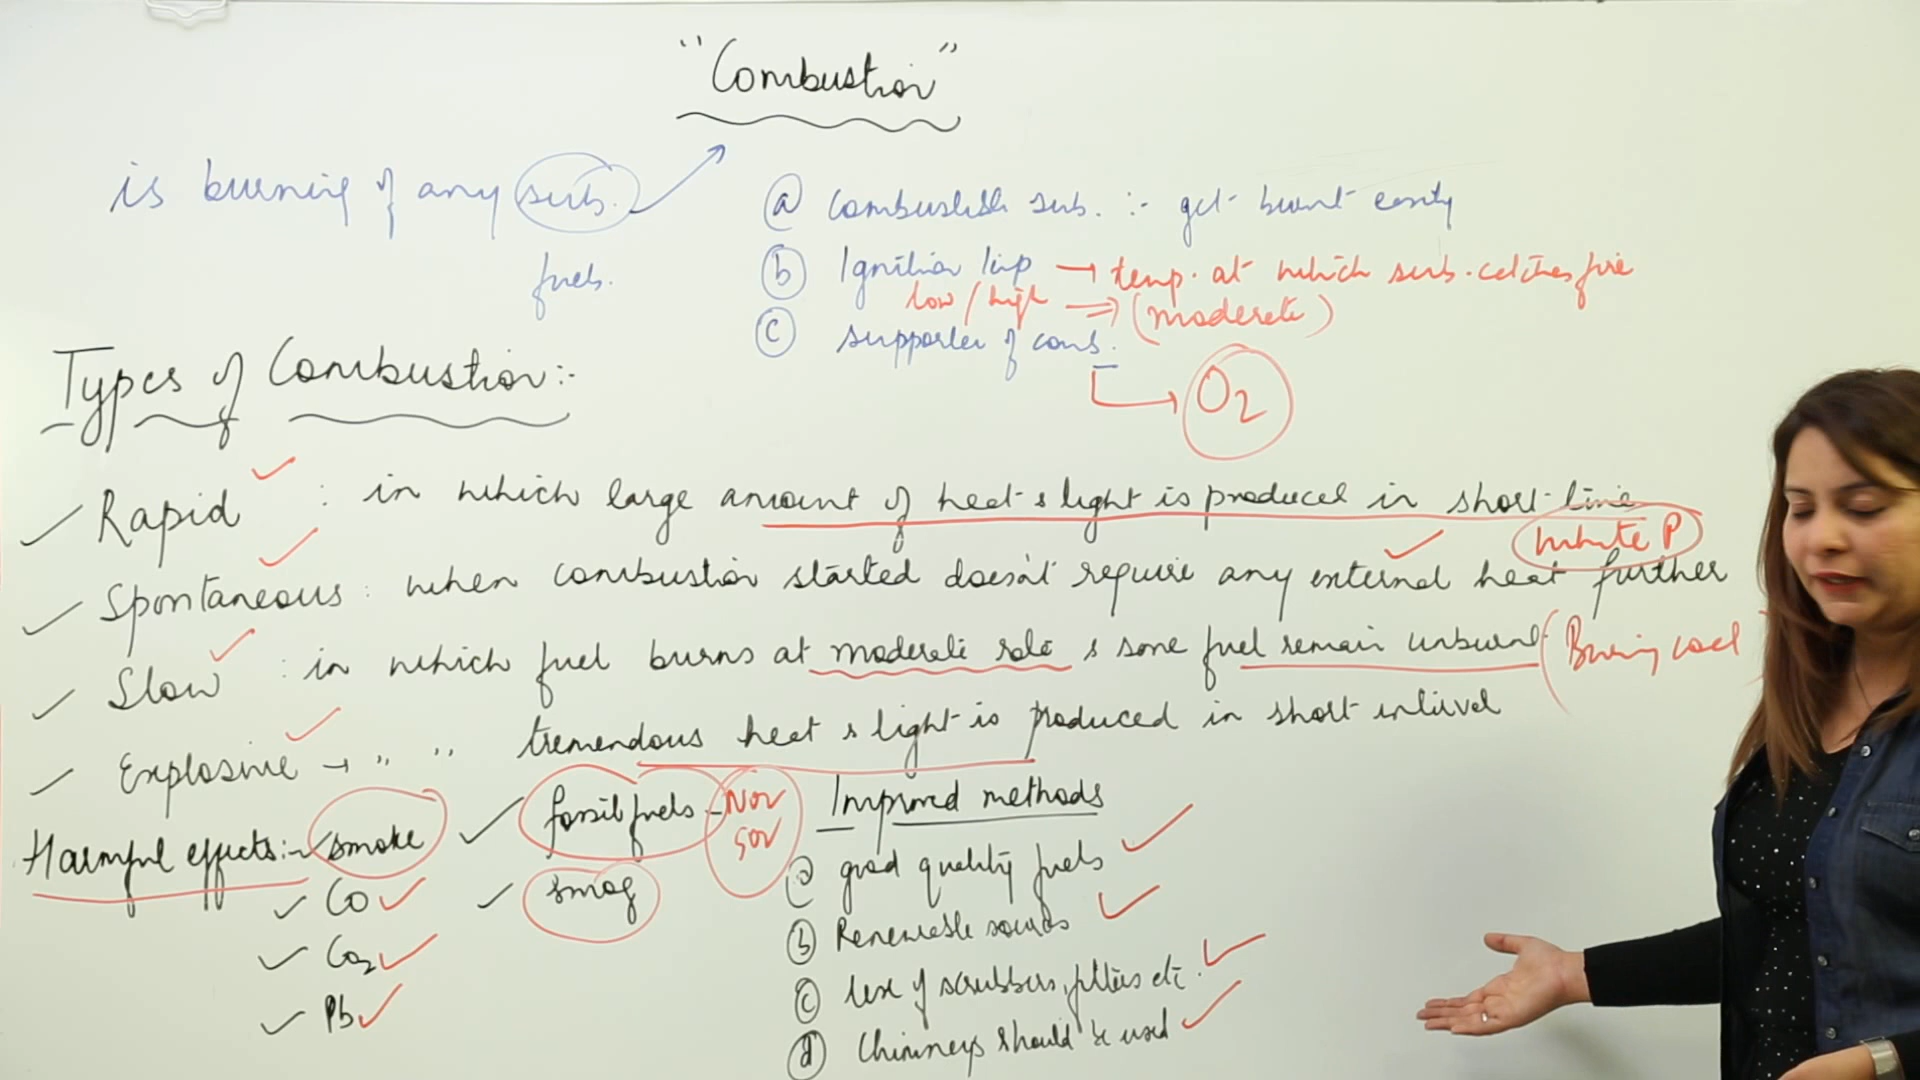 "Combustion"
is burning of any sub.
fuels.
(a) Combustible sub. :- get burnt easily
(b) Ignition temp → temp. at which sub. catches fire
low / high ⇒ (moderate)
(c) supporter of comb.
O2
Types of Combustion:-
✓ Rapid ✓ : in which large amount of heat & light is produced in short time
White P
✓ Spontaneous ✓ : when combustion started doesn't require any external heat further
✓ Slow ✓ : in which fuel burns at moderate rate & some fuel remain unburnt (Burning coal)
✓ Explosive ✓ → " " tremendous heat & light is produced in short interval
Harmful effects:- ✓ smoke
✓ CO ✓
✓ CO2 ✓
✓ Pb ✓
✓ fossil fuels - NOx
SOx
✓ smog
Improved methods
(a) good quality fuels ✓
(b) Renewable sources ✓
(c) Use of scrubbers, filters etc. ✓
(d) Chimneys should be used ✓